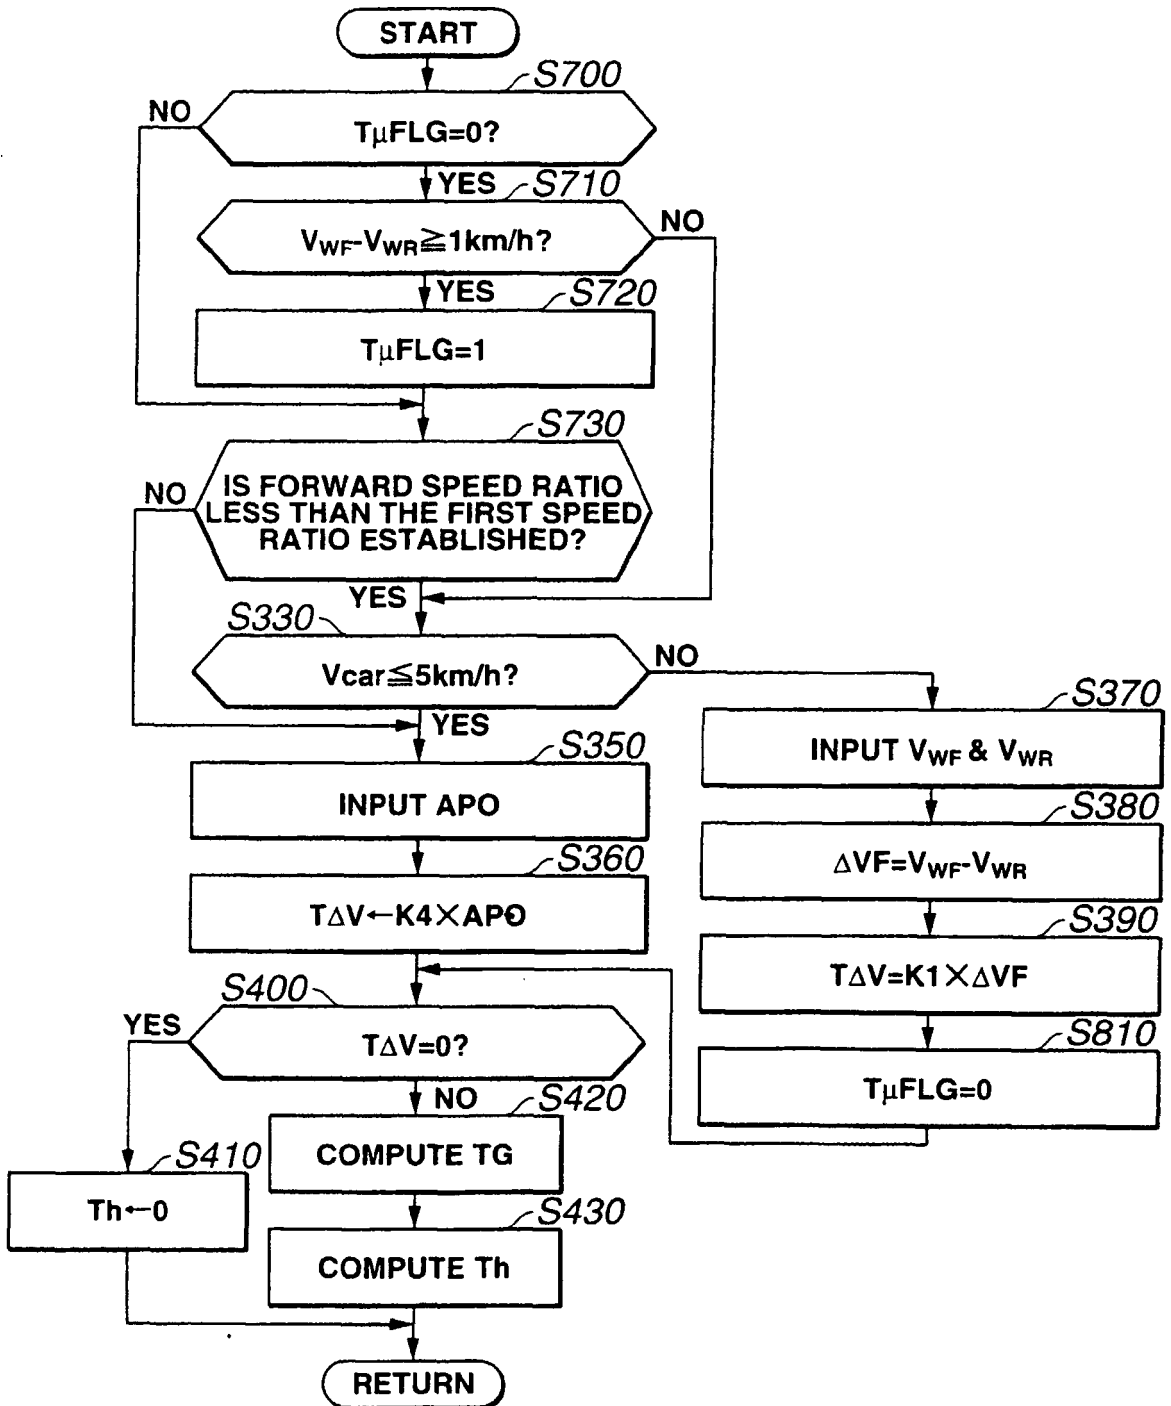 START
S700
NO
TμFLG=0?
YES
S710
NO
VWF-VWR≧1km/h?
YES
S720
TμFLG=1
S730
NO
IS FORWARD SPEED RATIO
LESS THAN THE FIRST SPEED
RATIO ESTABLISHED?
YES
S330
NO
Vcar≦5km/h?
YES
S370
INPUT VWF & VWR
S350
INPUT APO
S380
ΔVF=VWF-VWR
S360
TΔV←K4×APO
S390
TΔV=K1×ΔVF
S400
YES
TΔV=0?
NO
S810
TμFLG=0
S420
COMPUTE TG
S410
Th←0
S430
COMPUTE Th
RETURN